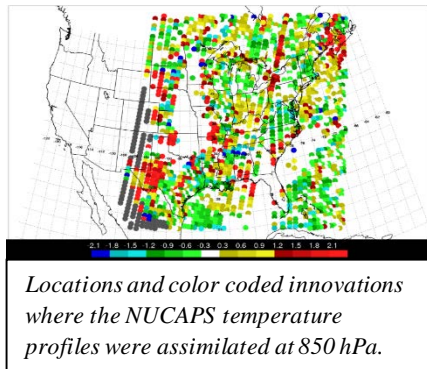 -2.1 -1.8 -1.5 -1.2 -0.9 -0.6 -0.3 0.3 0.6 0.9 1.2 1.5 1.8 2.1
Locations and color coded innovations
where the NUCAPS temperature
profiles were assimilated at 850 hPa.